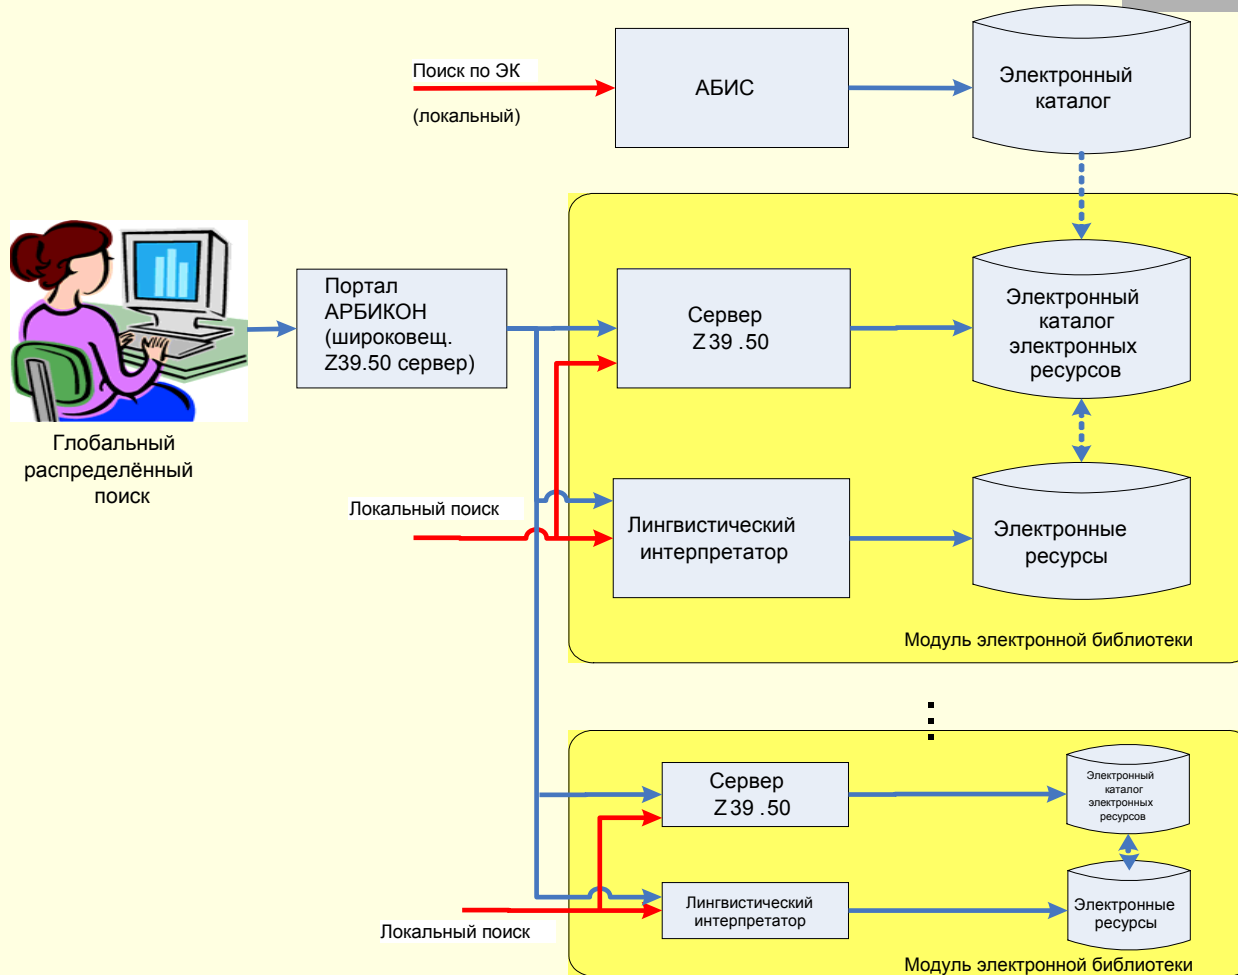 Поиск по ЭК
(локальный)
АБИС
Электронный
каталог
Портал
АРБИКОН
(широковещ.
Z39.50 сервер)
Сервер
Z39.50
Электронный
каталог
электронных
ресурсов
Глобальный
распределённый
поиск
Локальный поиск
Лингвистический
интерпретатор
Электронные
ресурсы
Модуль электронной библиотеки
Сервер
Z39.50
Электронный
каталог
электронных
ресурсов
Локальный поиск
Лингвистический
интерпретатор
Электронные
ресурсы
Модуль электронной библиотеки